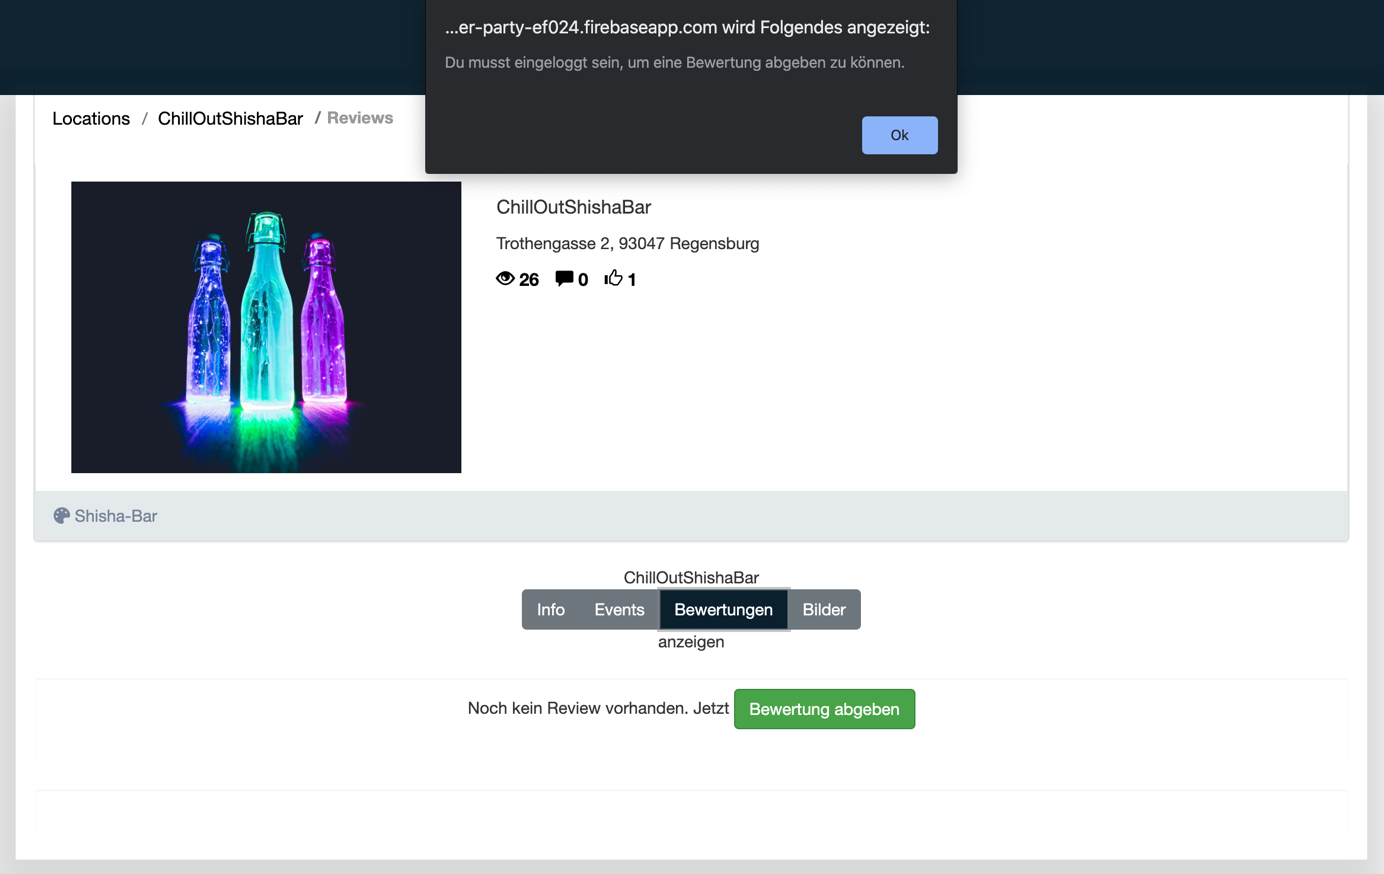 ...er-party-ef024.firebaseapp.com wird Folgendes angezeigt:
Du musst eingeloggt sein, um eine Bewertung abgeben zu können.
Ok
Locations / ChillOutShishaBar / Reviews
ChillOutShishaBar
Trothengasse 2, 93047 Regensburg
26 0 1
Shisha-Bar
ChillOutShishaBar
Info Events Bewertungen Bilder
anzeigen
Noch kein Review vorhanden. Jetzt Bewertung abgeben